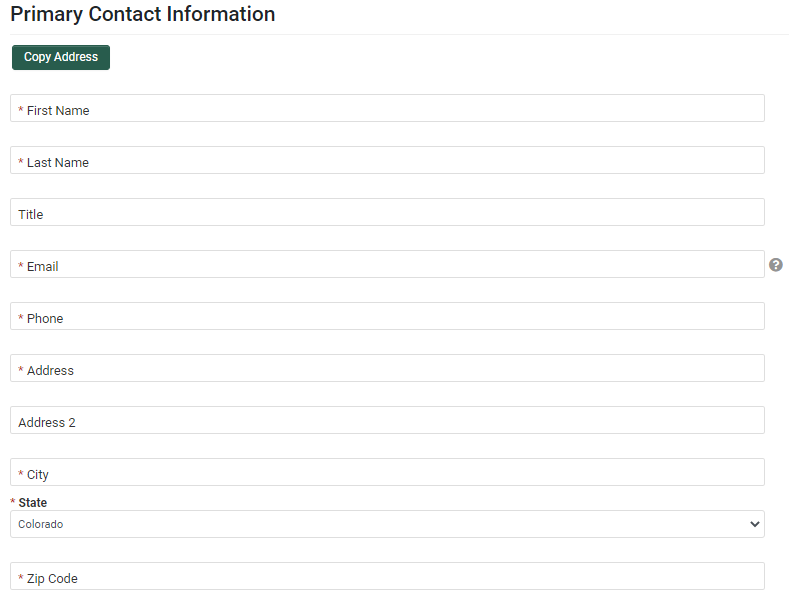 Primary Contact Information
Copy Address
* First Name
* Last Name
Title
* Email
?
* Phone
* Address
Address 2
* City
* State
Colorado
* Zip Code